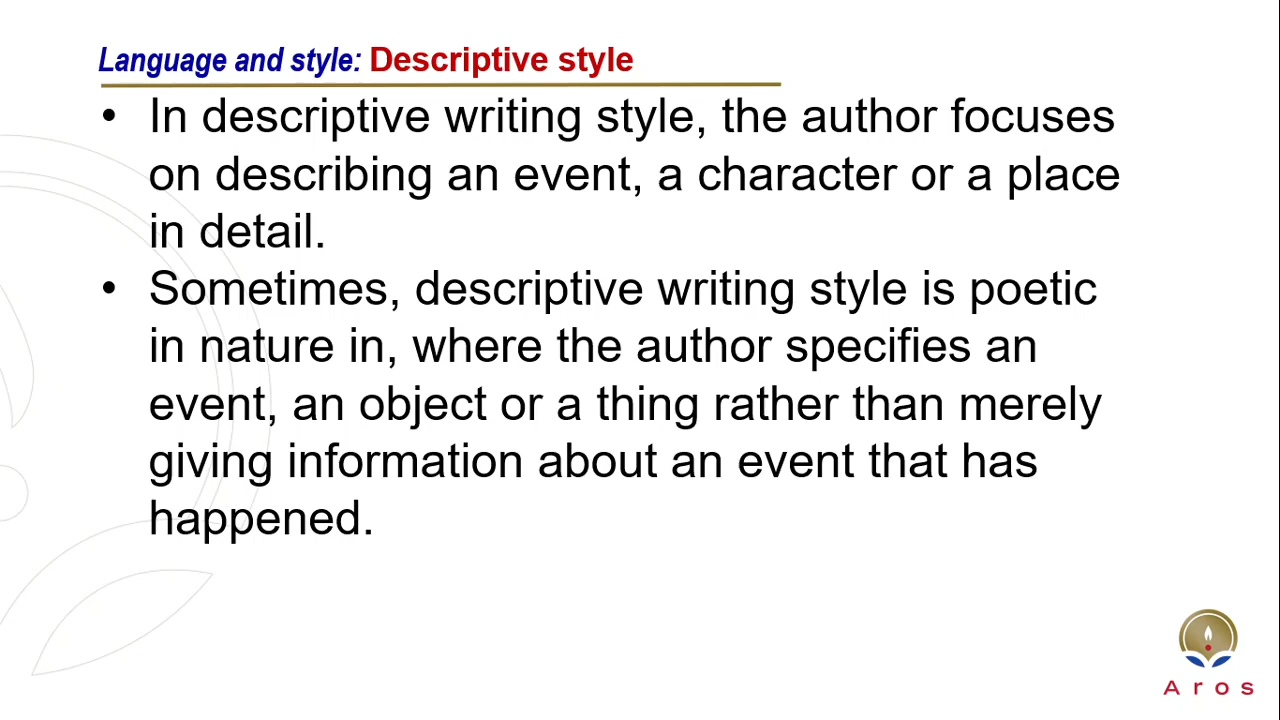 Language and style: Descriptive style
• In descriptive writing style, the author focuses
on describing an event, a character or a place
in detail.
• Sometimes, descriptive writing style is poetic
in nature in, where the author specifies an
event, an object or a thing rather than merely
giving information about an event that has
happened.
Aros